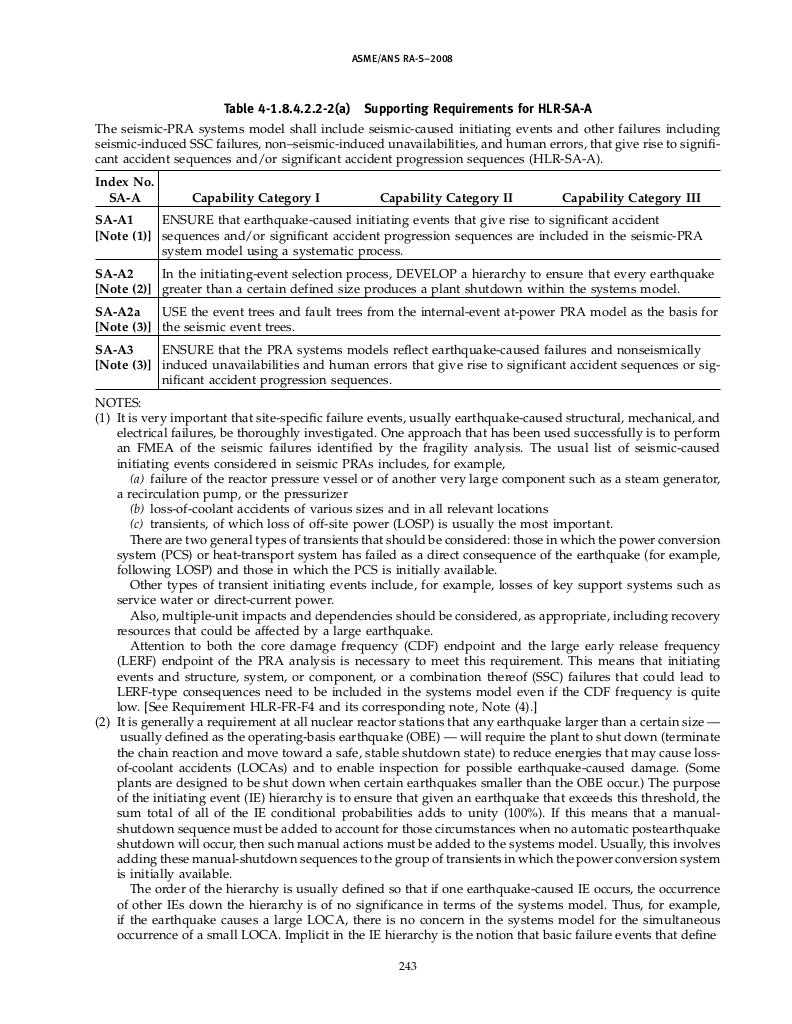 ASME/ANS RA-S–2008
Table 4-1.8.4.2.2-2(a) Supporting Requirements for HLR-SA-A
The seismic-PRA systems model shall include seismic-caused initiating events and other failures including
seismic-induced SSC failures, non–seismic-induced unavailabilities, and human errors, that give rise to signifi-
cant accident sequences and/or significant accident progression sequences (HLR-SA-A).
Index No.
SA-A Capability Category I Capability Category II Capability Category III
SA-A1 ENSURE that earthquake-caused initiating events that give rise to significant accident
[Note (1)] sequences and/or significant accident progression sequences are included in the seismic-PRA
system model using a systematic process.
SA-A2 In the initiating-event selection process, DEVELOP a hierarchy to ensure that every earthquake
[Note (2)] greater than a certain defined size produces a plant shutdown within the systems model.
SA-A2a USE the event trees and fault trees from the internal-event at-power PRA model as the basis for
[Note (3)] the seismic event trees.
SA-A3 ENSURE that the PRA systems models reflect earthquake-caused failures and nonseismically
[Note (3)] induced unavailabilities and human errors that give rise to significant accident sequences or sig-
nificant accident progression sequences.
NOTES:
(1) It is very important that site-specific failure events, usually earthquake-caused structural, mechanical, and
electrical failures, be thoroughly investigated. One approach that has been used successfully is to perform
an FMEA of the seismic failures identified by the fragility analysis. The usual list of seismic-caused
initiating events considered in seismic PRAs includes, for example,
(a) failure of the reactor pressure vessel or of another very large component such as a steam generator,
a recirculation pump, or the pressurizer
(b) loss-of-coolant accidents of various sizes and in all relevant locations
(c) transients, of which loss of off-site power (LOSP) is usually the most important.
There are two general types of transients that should be considered: those in which the power conversion
system (PCS) or heat-transport system has failed as a direct consequence of the earthquake (for example,
following LOSP) and those in which the PCS is initially available.
Other types of transient initiating events include, for example, losses of key support systems such as
service water or direct-current power.
Also, multiple-unit impacts and dependencies should be considered, as appropriate, including recovery
resources that could be affected by a large earthquake.
Attention to both the core damage frequency (CDF) endpoint and the large early release frequency
(LERF) endpoint of the PRA analysis is necessary to meet this requirement. This means that initiating
events and structure, system, or component, or a combination thereof (SSC) failures that could lead to
LERF-type consequences need to be included in the systems model even if the CDF frequency is quite
low. [See Requirement HLR-FR-F4 and its corresponding note, Note (4).]
(2) It is generally a requirement at all nuclear reactor stations that any earthquake larger than a certain size —
usually defined as the operating-basis earthquake (OBE) — will require the plant to shut down (terminate
the chain reaction and move toward a safe, stable shutdown state) to reduce energies that may cause loss-
of-coolant accidents (LOCAs) and to enable inspection for possible earthquake-caused damage. (Some
plants are designed to be shut down when certain earthquakes smaller than the OBE occur.) The purpose
of the initiating event (IE) hierarchy is to ensure that given an earthquake that exceeds this threshold, the
sum total of all of the IE conditional probabilities adds to unity (100%). If this means that a manual-
shutdown sequence must be added to account for those circumstances when no automatic postearthquake
shutdown will occur, then such manual actions must be added to the systems model. Usually, this involves
adding these manual-shutdown sequences to the group of transients in which the power conversion system
is initially available.
The order of the hierarchy is usually defined so that if one earthquake-caused IE occurs, the occurrence
of other IEs down the hierarchy is of no significance in terms of the systems model. Thus, for example,
if the earthquake causes a large LOCA, there is no concern in the systems model for the simultaneous
occurrence of a small LOCA. Implicit in the IE hierarchy is the notion that basic failure events that define
243